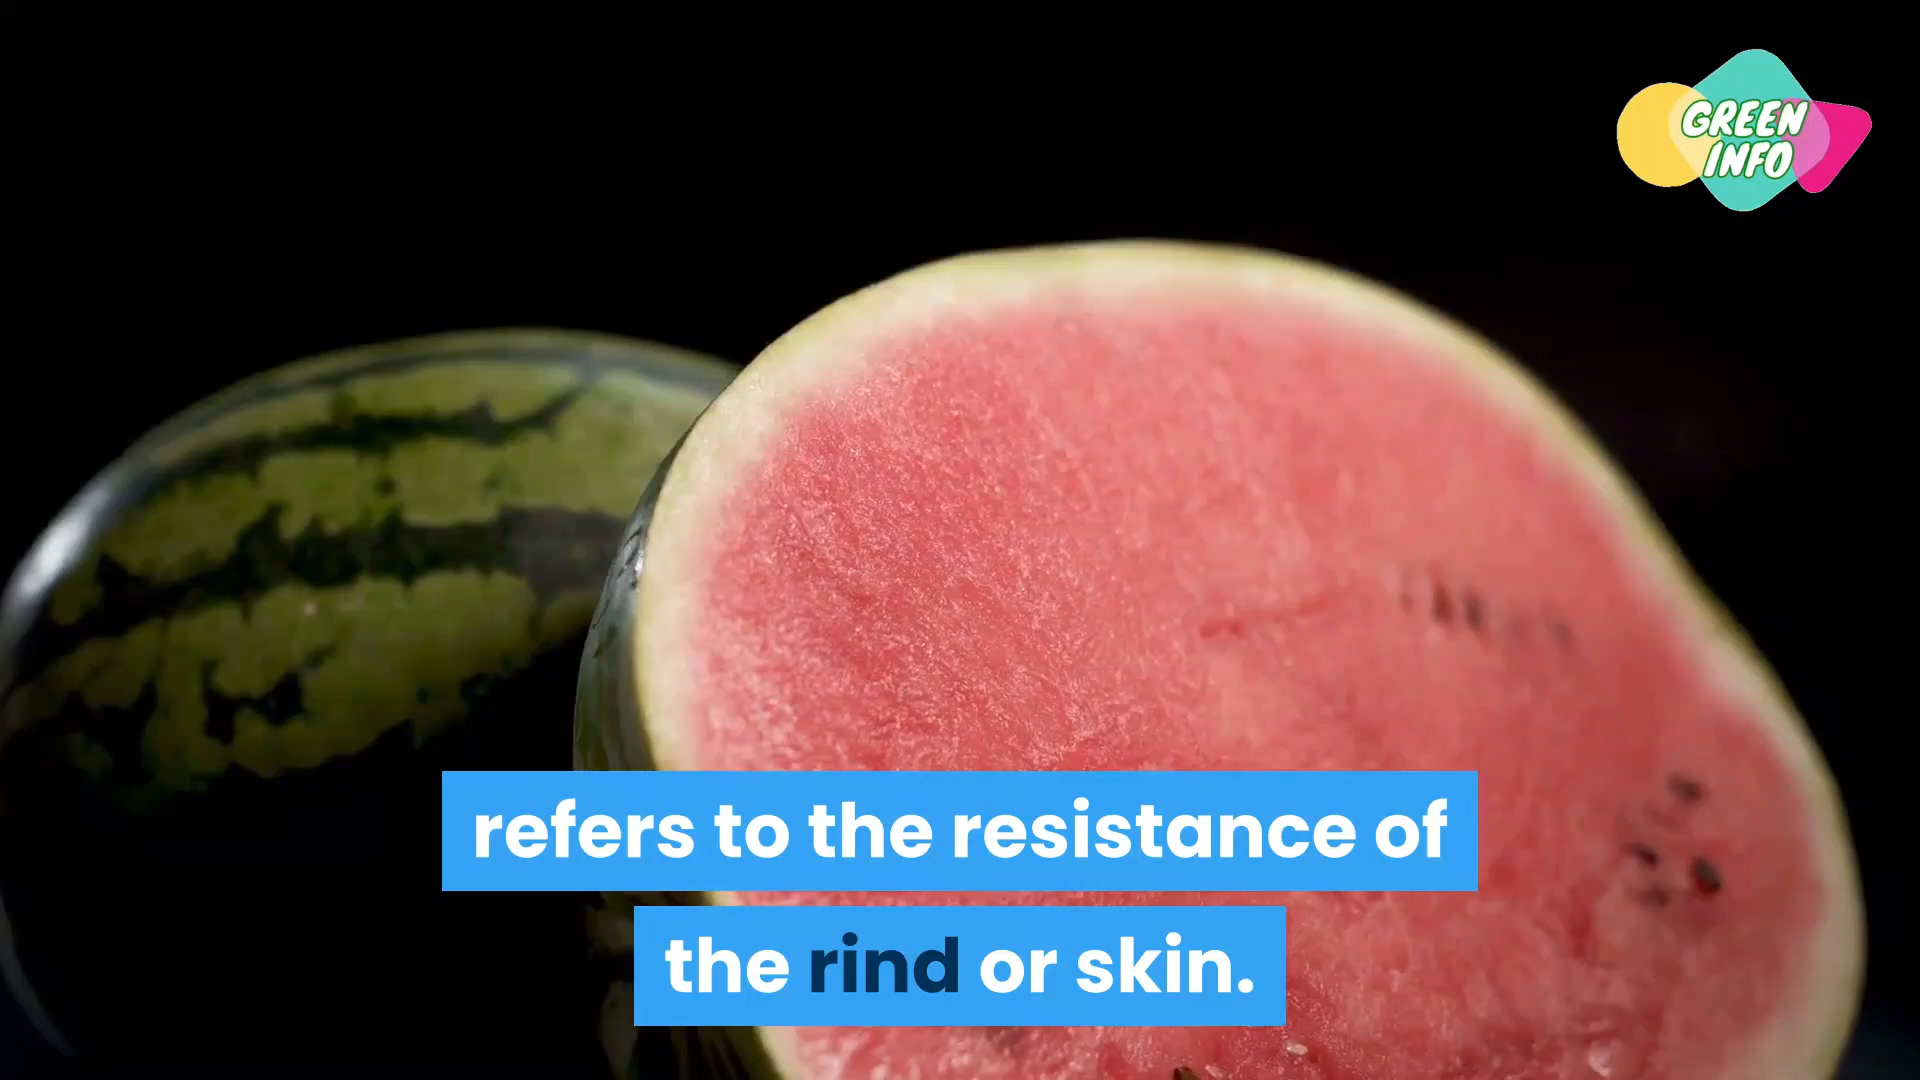 GREEN
INFO
refers to the resistance of
the rind or skin.